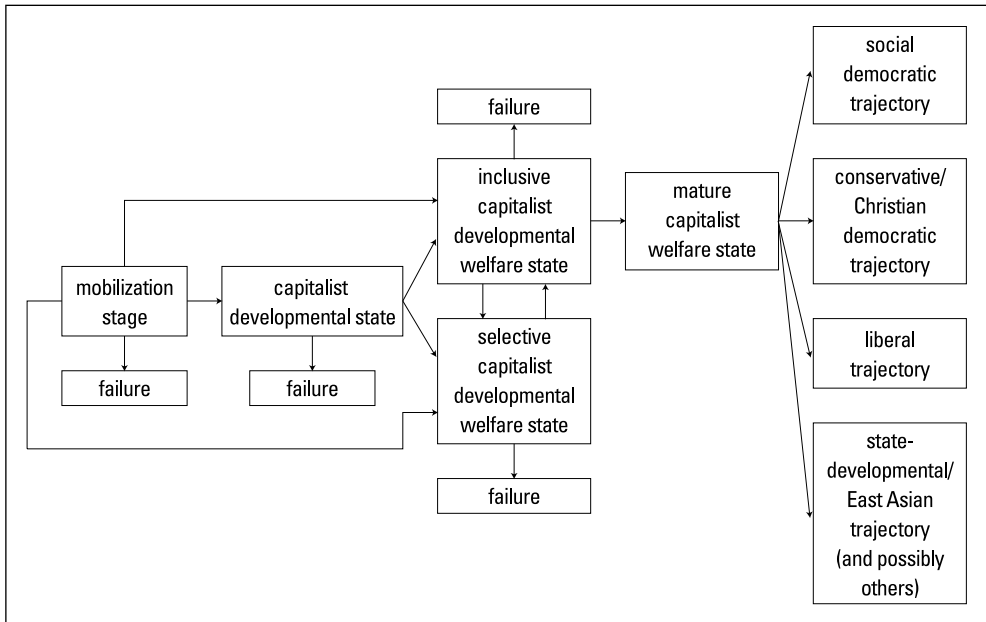 mobilization
stage
failure
capitalist
developmental state
failure
failure
inclusive
capitalist
developmental
welfare state
selective
capitalist
developmental
welfare state
failure
mature
capitalist
welfare state
social
democratic
trajectory
conservative/
Christian
democratic
trajectory
liberal
trajectory
state-
developmental/
East Asian
trajectory
(and possibly
others)